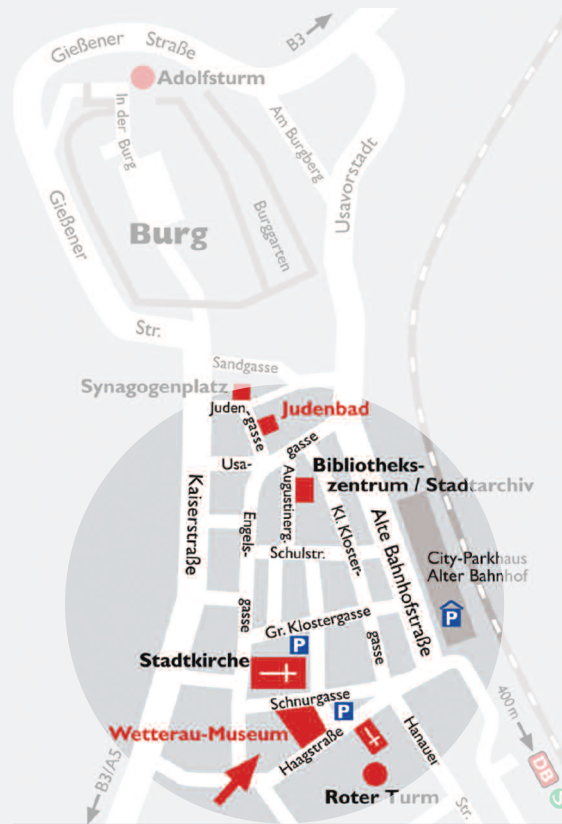 Gießener Straße
B3
Adolfsturm
In der Burg
Am Burgberg
Usavorstadt
Gießener
Burggarten
Burg
Str.
Sandgasse
Synagogenplatz
Juden-
gasse
Judenbad
Usa-
gasse
Bibliotheks-
zentrum / Stadtarchiv
Kaiserstraße
Engels-
gasse
Augustinerg.
Kl. Kloster-
gasse
Alte Bahnhofstraße
Schulstr.
City-Parkhaus
Alter Bahnhof
P
Gr. Klostergasse
P
Stadtkirche
Schnurgasse
P
Wetterau-Museum
Haagstraße
Hanauer
Str.
400 m
DB
Roter Turm
B3/A5